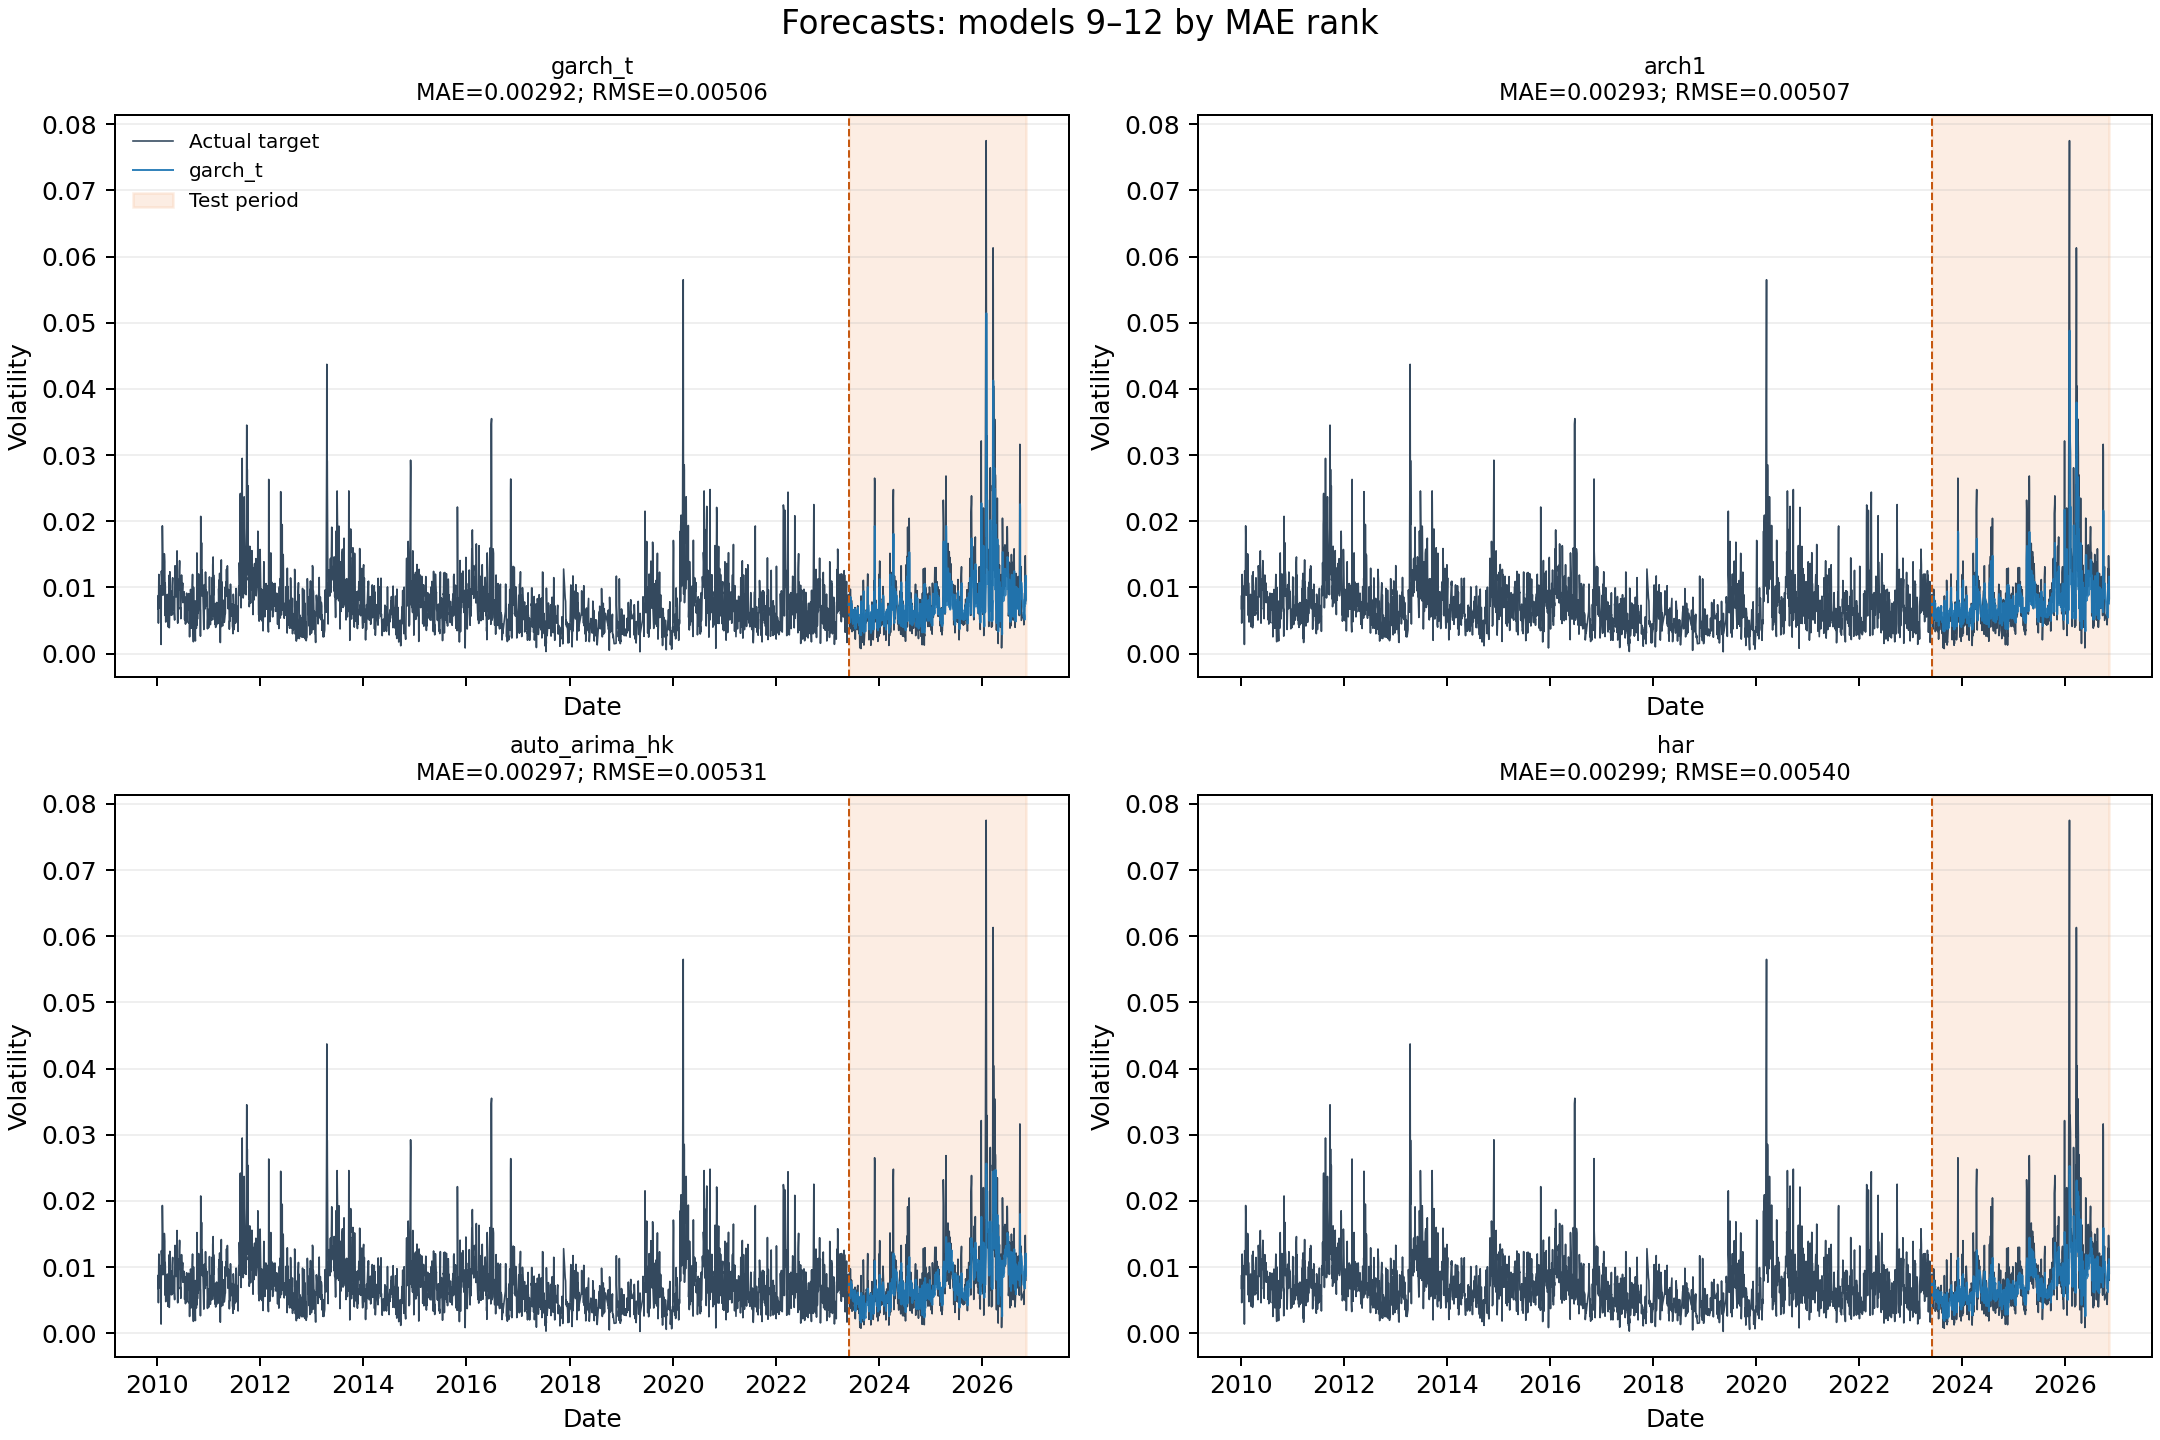 Forecasts: models 9–12 by MAE rank
garch_t
MAE=0.00292; RMSE=0.00506
Volatility
0.08
0.07
0.06
0.05
0.04
0.03
0.02
0.01
0.00
Actual target
garch_t
Test period
Date
arch1
MAE=0.00293; RMSE=0.00507
Volatility
0.08
0.07
0.06
0.05
0.04
0.03
0.02
0.01
0.00
Date
auto_arima_hk
MAE=0.00297; RMSE=0.00531
Volatility
0.08
0.07
0.06
0.05
0.04
0.03
0.02
0.01
0.00
2010 2012 2014 2016 2018 2020 2022 2024 2026
Date
har
MAE=0.00299; RMSE=0.00540
Volatility
0.08
0.07
0.06
0.05
0.04
0.03
0.02
0.01
0.00
2010 2012 2014 2016 2018 2020 2022 2024 2026
Date